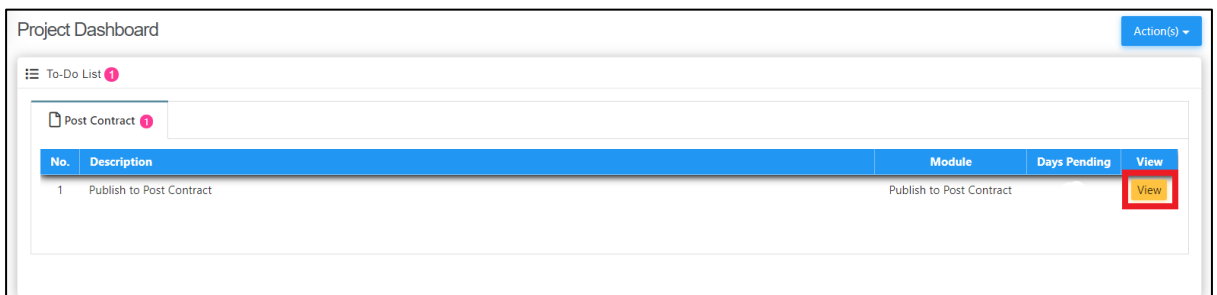 Project Dashboard
Action(s)
To-Do List 1
Post Contract 1
No. Description Module Days Pending View
1 Publish to Post Contract Publish to Post Contract View